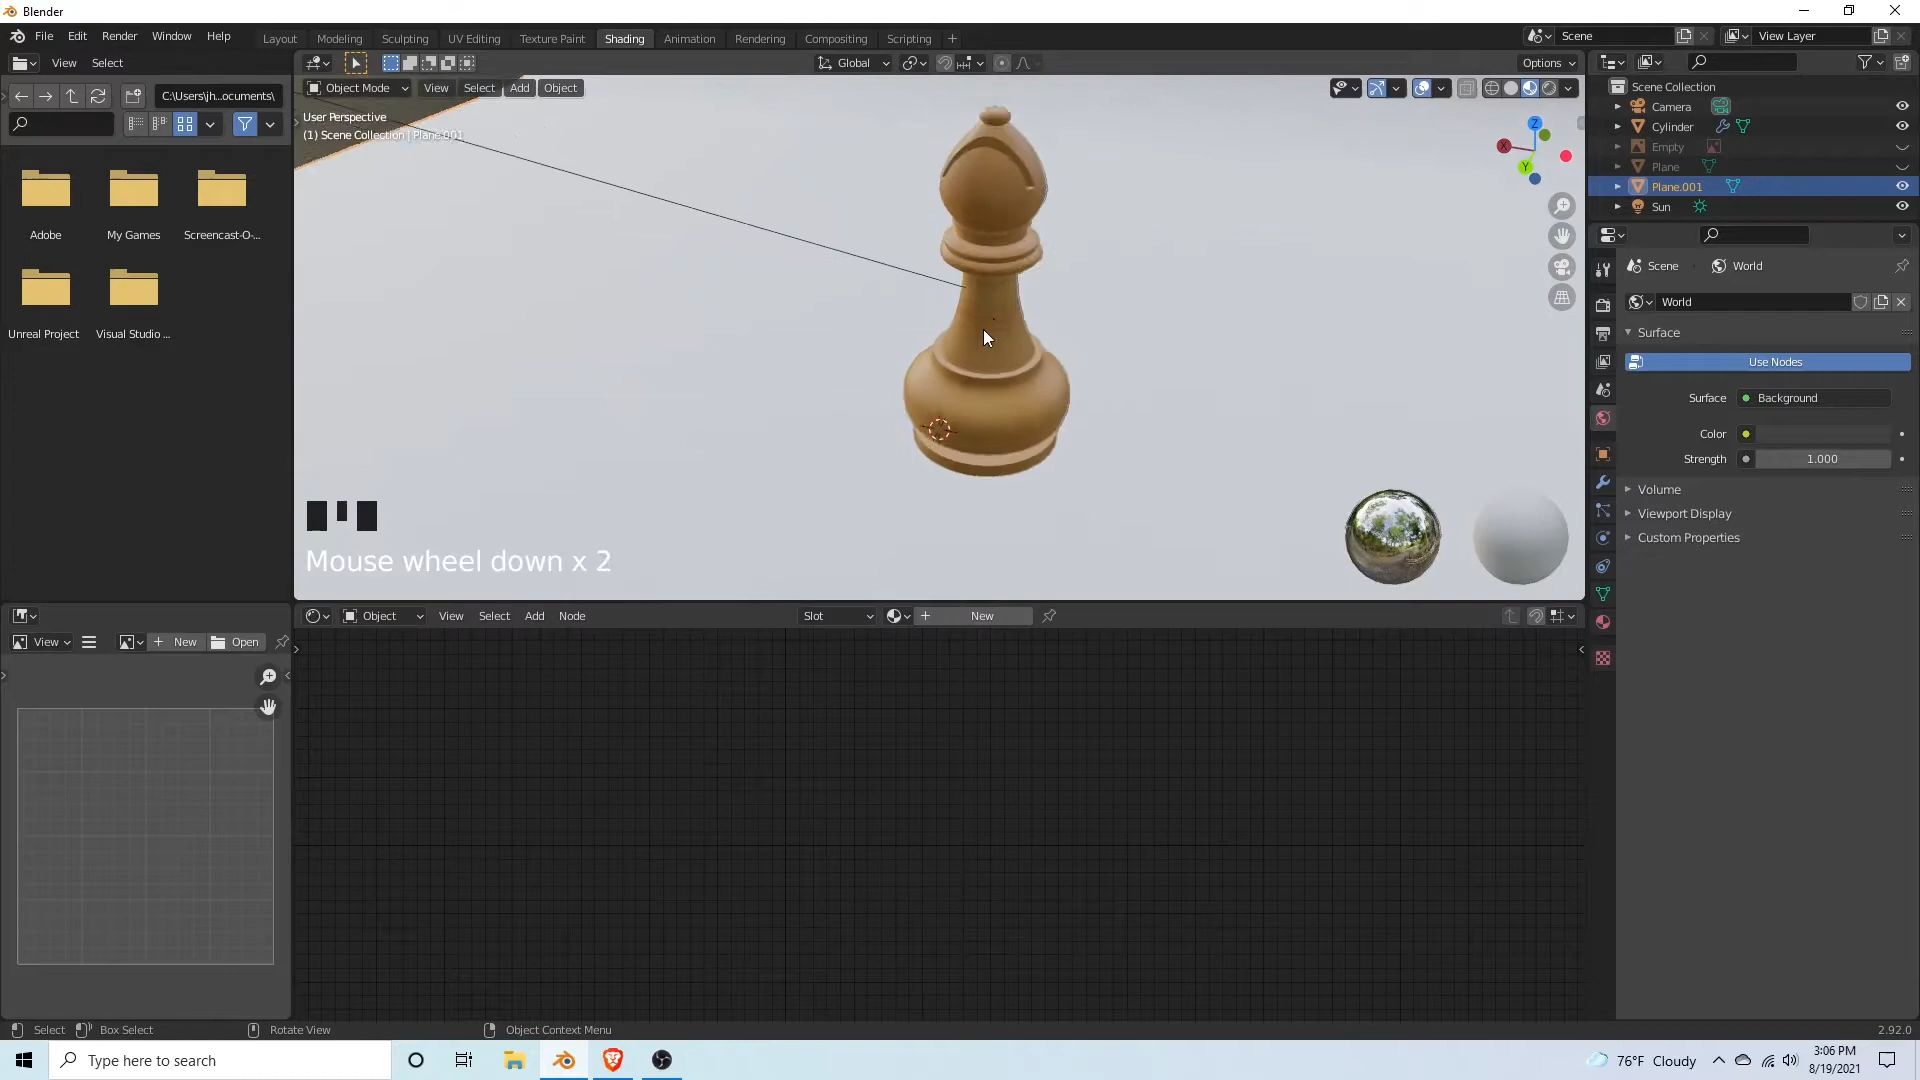 Blender
File Edit Render Window Help
Layout Modeling Sculpting UV Editing Texture Paint Shading Animation Rendering Compositing Scripting +
Scene
View Layer
View Select
Global
Options
C:\Users\jh...ocuments\
Object Mode View Select Add Object
User Perspective
(1) Scene Collection | Plane.001
Z
X
Y
Adobe
My Games
Screencast-O-...
Unreal Project
Visual Studio ...
Mouse wheel down x 2
Scene Collection
Camera
Cylinder
Empty
Plane
Plane.001
Sun
Scene
World
World
Surface
Use Nodes
Surface Background
Color
Strength 1.000
Volume
Viewport Display
Custom Properties
Object View Select Add Node
Slot
+ New
View
+ New Open
Select Box Select Rotate View Object Context Menu
2.92.0
Type here to search
76°F Cloudy
3:06 PM
8/19/2021